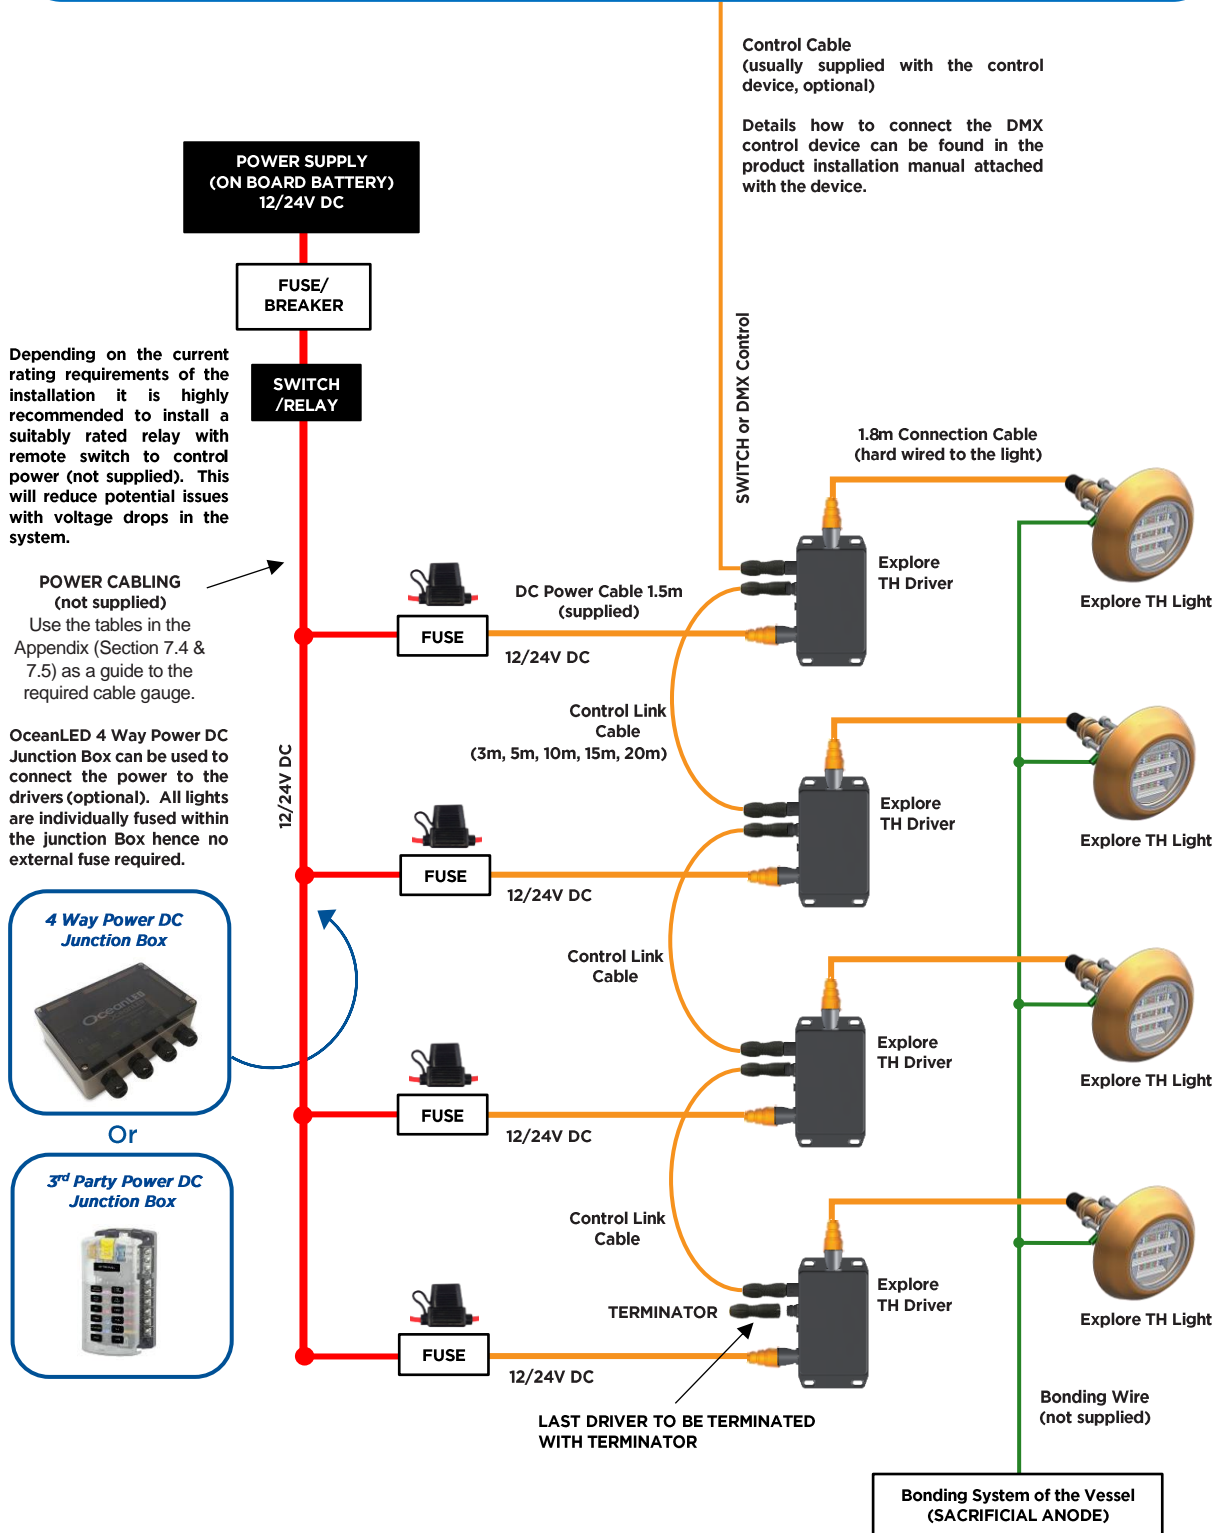 Control Cable
(usually supplied with the control
device, optional)
Details how to connect the DMX
control device can be found in the
product installation manual attached
with the device.
POWER SUPPLY
(ON BOARD BATTERY)
12/24V DC
FUSE/
BREAKER
SWITCH
/RELAY
Depending on the current
rating requirements of the
installation it is highly
recommended to install a
suitably rated relay with
remote switch to control
power (not supplied). This
will reduce potential issues
with voltage drops in the
system.
POWER CABLING
(not supplied)
Use the tables in the
Appendix (Section 7.4 &
7.5) as a guide to the
required cable gauge.
OceanLED 4 Way Power DC
Junction Box can be used to
connect the power to the
drivers (optional). All lights
are individually fused within
the junction Box hence no
external fuse required.
12/24V DC
4 Way Power DC
Junction Box
OceanLED
Or
3rd Party Power DC
Junction Box
SWITCH or DMX Control
1.8m Connection Cable
(hard wired to the light)
Explore
TH Driver
Explore TH Light
DC Power Cable 1.5m
(supplied)
FUSE
12/24V DC
Control Link
Cable
(3m, 5m, 10m, 15m, 20m)
Explore
TH Driver
Explore TH Light
FUSE
12/24V DC
Control Link
Cable
Explore
TH Driver
Explore TH Light
FUSE
12/24V DC
Control Link
Cable
Explore
TH Driver
Explore TH Light
TERMINATOR
FUSE
12/24V DC
LAST DRIVER TO BE TERMINATED
WITH TERMINATOR
Bonding Wire
(not supplied)
Bonding System of the Vessel
(SACRIFICIAL ANODE)